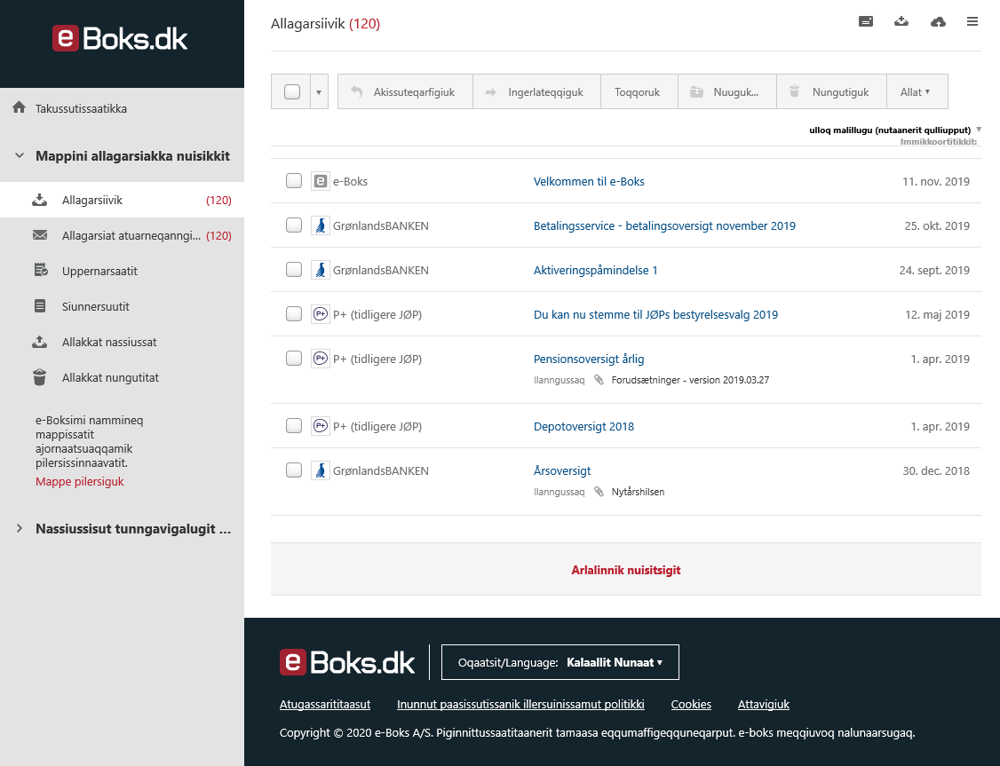 e Boks.dk
Takussutissaatikka
Mappini allagarsiakka nuisikkit
Allagarsiivik (120)
Allagarsiat atuarneqanngi... (120)
Uppernarsaatit
Siunnersuutit
Allakkat nassiussat
Allakkat nungutitat
e-Boksimi nammineq
mappissatit
ajornaatsuaqqamik
pilersissinnaavatit.
Mappe pilersiguk
Nassiussisut tunngavigalugit ...
Allagarsiivik (120)
Akissuteqarfigiuk Ingerlateqqiguk Toqqoruk Nuuguk... Nungutiguk Allat
ulloq malillugu (nutaanerit qulliupput)
Immikkoortitikkit:
e e-Boks Velkommen til e-Boks 11. nov. 2019
GrønlandsBANKEN Betalingsservice - betalingsoversigt november 2019 25. okt. 2019
GrønlandsBANKEN Aktiveringspåmindelse 1 24. sept. 2019
P+ P+ (tidligere JØP) Du kan nu stemme til JØPs bestyrelsesvalg 2019 12. maj 2019
P+ P+ (tidligere JØP) Pensionsoversigt årlig 1. apr. 2019
Ilanngussaq Forudsætninger - version 2019.03.27
P+ P+ (tidligere JØP) Depotoversigt 2018 1. apr. 2019
GrønlandsBANKEN Årsoversigt 30. dec. 2018
Ilanngussaq Nytårshilsen
Arlalinnik nuisitsigit
e Boks.dk Oqaatsit/Language: Kalaallit Nunaat
Atugassarititaasut Inunnut paasissutissanik illersuinissamut politikki Cookies Attavigiuk
Copyright © 2020 e-Boks A/S. Piginnittussaatitaanerit tamaasa eqqumaffigeqquneqarput. e-boks meqqiuvoq nalunaarsugaq.